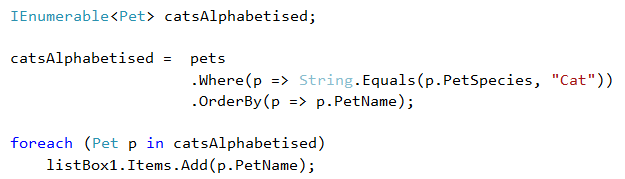 IEnumerable<Pet> catsAlphabetised;
catsAlphabetised =  pets
.Where(p => String.Equals(p.PetSpecies, "Cat"))
.OrderBy(p => p.PetName);
foreach (Pet p in catsAlphabetised)
listBox1.Items.Add(p.PetName);